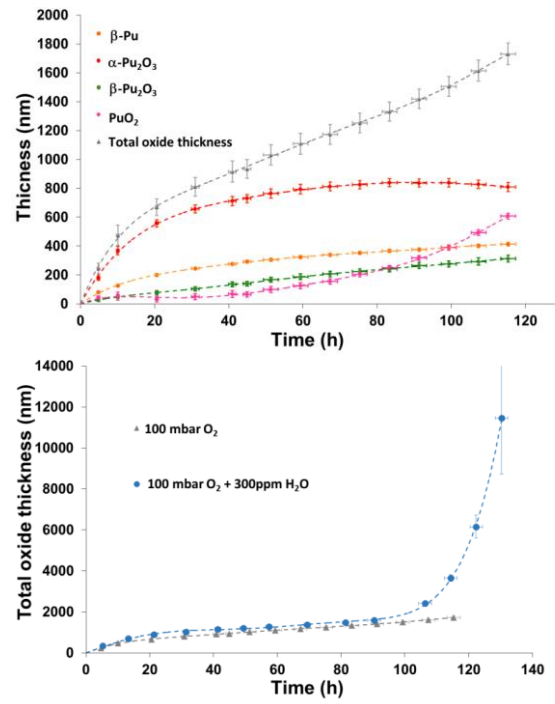 2000
1800
1600
1400
1200
1000
800
600
400
200
0
Thicness (nm)
β-Pu
α-Pu₂O₃
β-Pu₂O₃
PuO₂
Total oxide thickness
0 20 40 60 80 100 120 140
Time (h)
14000
12000
10000
8000
6000
4000
2000
0
Total oxide thickness (nm)
100 mbar O₂
100 mbar O₂ + 300ppm H₂O
0 20 40 60 80 100 120 140
Time (h)